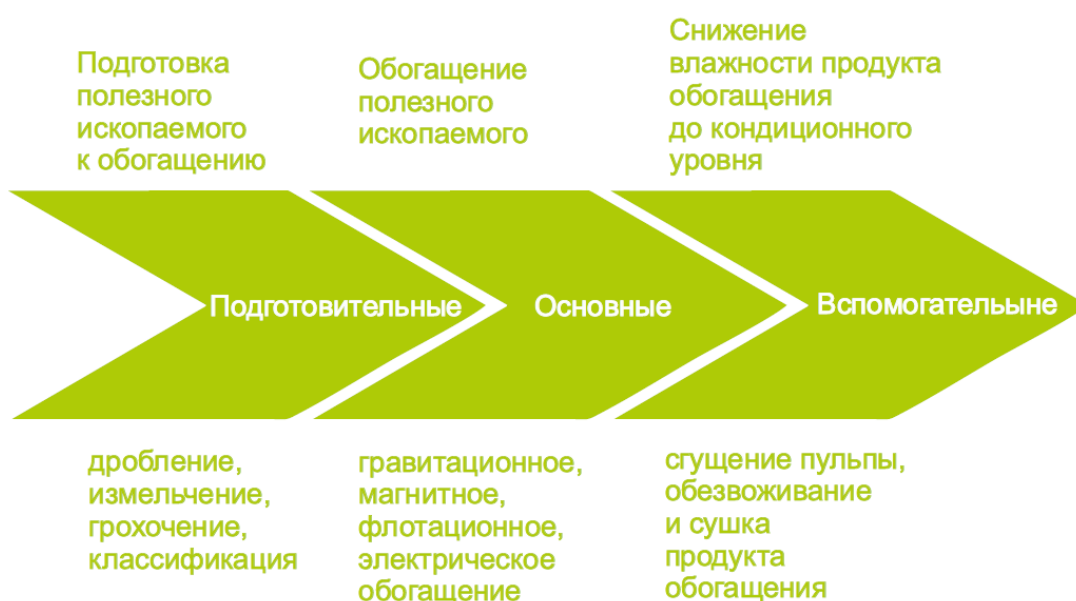 Подготовка
полезного
ископаемого
к обогащению
Обогащение
полезного
ископаемого
Снижение
влажности продукта
обогащения
до кондиционного
уровня
Подготовительные
Основные
Вспомогательыне
дробление,
измельчение,
грохочение,
классификация
гравитационное,
магнитное,
флотационное,
электрическое
обогащение
сгущение пульпы,
обезвоживание
и сушка
продукта
обогащения